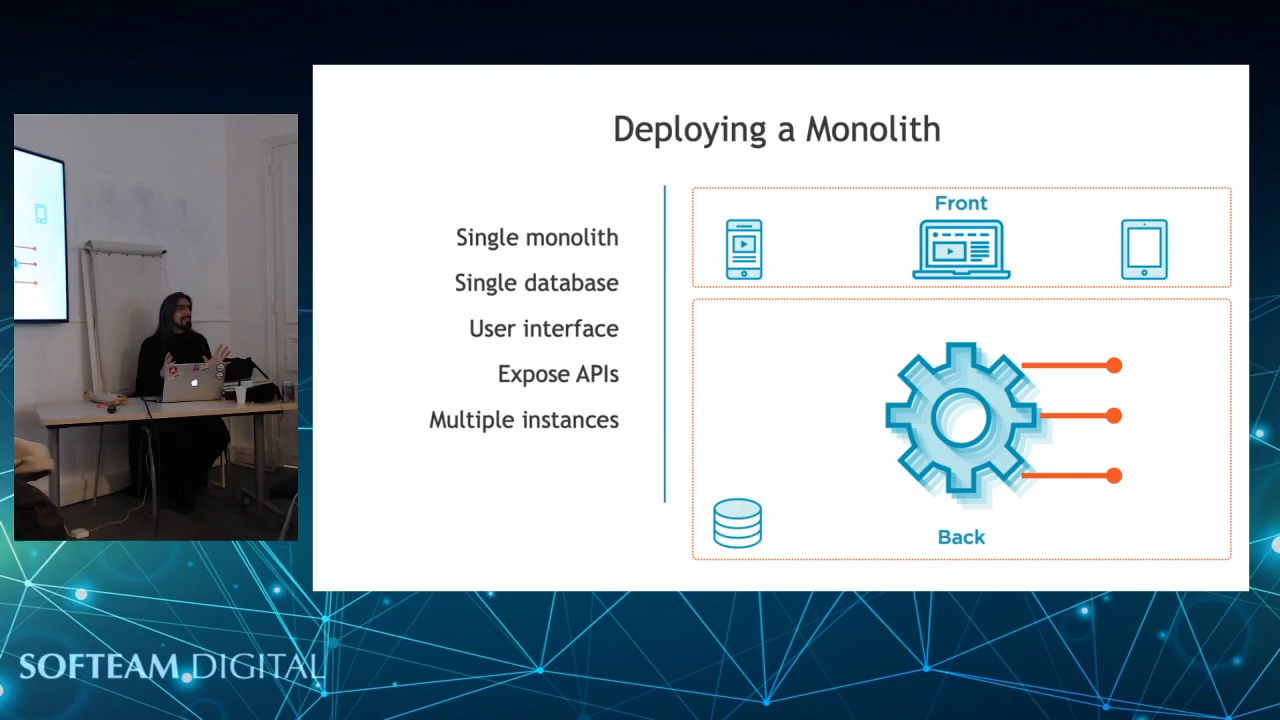 Deploying a Monolith
Single monolith
Single database
User interface
Expose APIs
Multiple instances
Front
Back
SOFTEAM DIGITAL